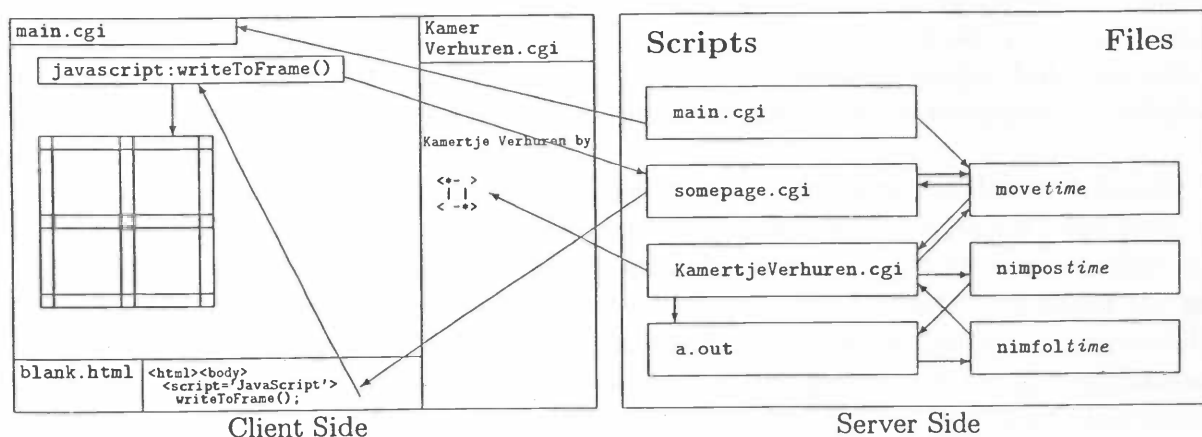 main.cgi
Kamer
Verhuren.cgi
javascript:writeToFrame()
Kamertje Verhuren by
<*- >
| |
< -*>
blank.html
<html><body>
<script='JavaScript'>
writeToFrame();
Client Side
Scripts
Files
main.cgi
somepage.cgi
movetime
KamertjeVerhuren.cgi
nimpostime
a.out
nimfoltime
Server Side